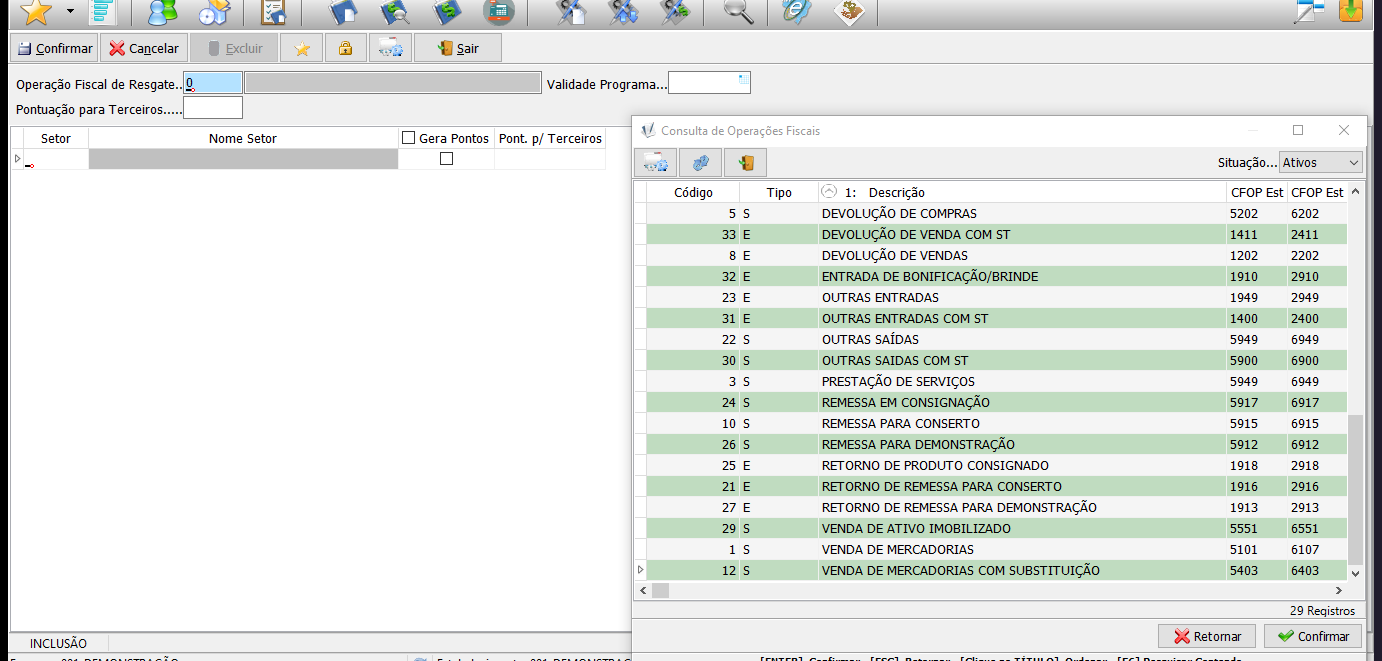 Confirmar Cancelar Excluir Sair
Operação Fiscal de Resgate.. 0 Validade Programa...
Pontuação para Terceiros.....
Setor Nome Setor Gera Pontos Pont. p/ Terceiros
Consulta de Operações Fiscais
Situação... Ativos
Código Tipo 1: Descrição CFOP Est CFOP Est
5 S DEVOLUÇÃO DE COMPRAS 5202 6202
33 E DEVOLUÇÃO DE VENDA COM ST 1411 2411
8 E DEVOLUÇÃO DE VENDAS 1202 2202
32 E ENTRADA DE BONIFICAÇÃO/BRINDE 1910 2910
23 E OUTRAS ENTRADAS 1949 2949
31 E OUTRAS ENTRADAS COM ST 1400 2400
22 S OUTRAS SAÍDAS 5949 6949
30 S OUTRAS SAIDAS COM ST 5900 6900
3 S PRESTAÇÃO DE SERVIÇOS 5949 6949
24 S REMESSA EM CONSIGNAÇÃO 5917 6917
10 S REMESSA PARA CONSERTO 5915 6915
26 S REMESSA PARA DEMONSTRAÇÃO 5912 6912
25 E RETORNO DE PRODUTO CONSIGNADO 1918 2918
21 E RETORNO DE REMESSA PARA CONSERTO 1916 2916
27 E RETORNO DE REMESSA PARA DEMONSTRAÇÃO 1913 2913
29 S VENDA DE ATIVO IMOBILIZADO 5551 6551
1 S VENDA DE MERCADORIAS 5101 6107
12 S VENDA DE MERCADORIAS COM SUBSTITUIÇÃO 5403 6403
29 Registros
Retornar Confirmar
INCLUSÃO